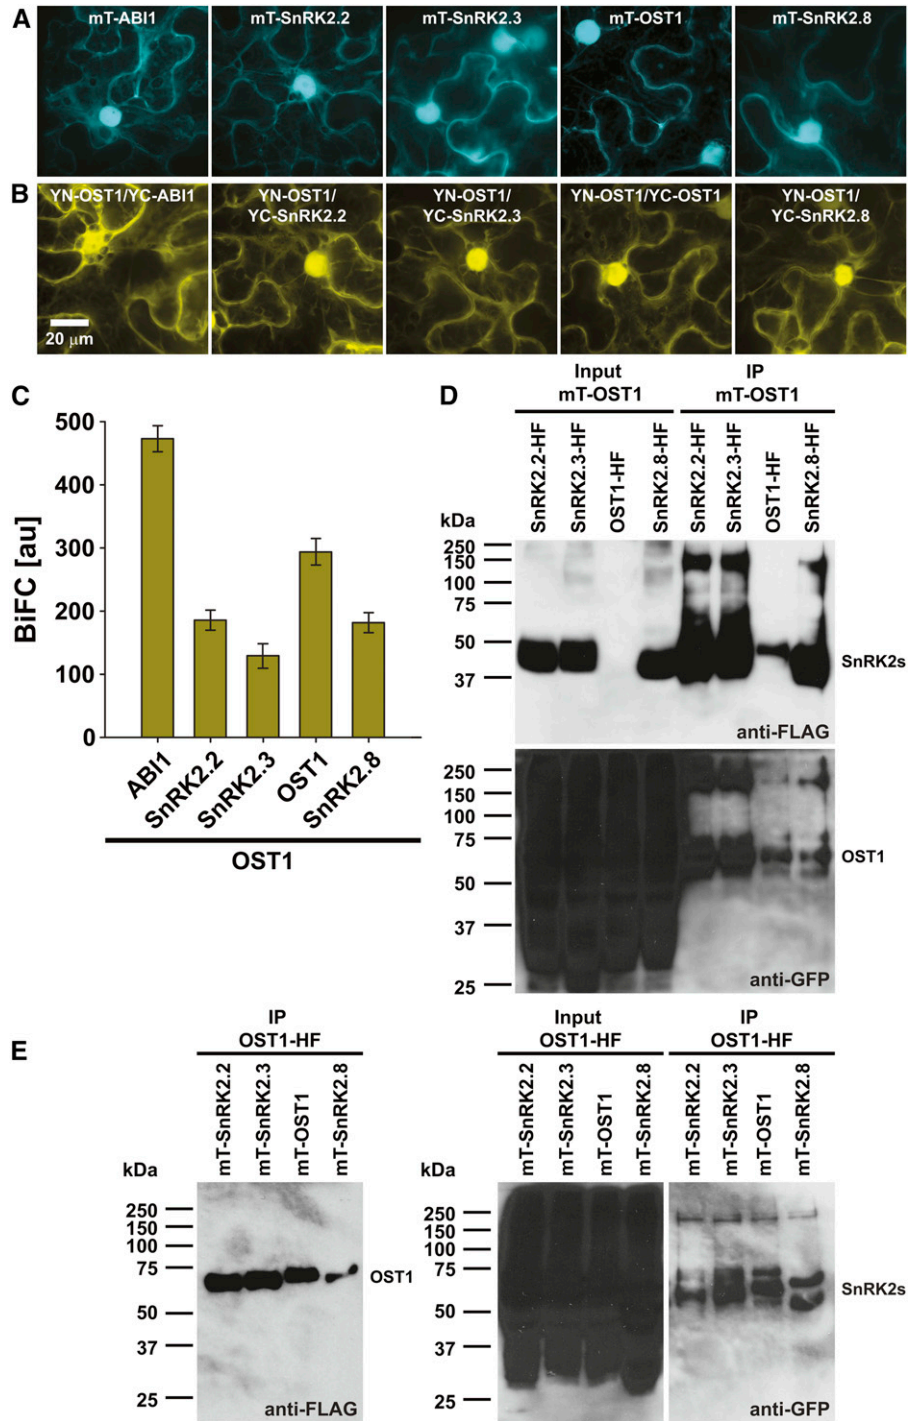 A
mT-ABI1
mT-SnRK2.2
mT-SnRK2.3
mT-OST1
mT-SnRK2.8
B
YN-OST1/YC-ABI1
YN-OST1/
YC-SnRK2.2
YN-OST1/
YC-SnRK2.3
YN-OST1/YC-OST1
YN-OST1/
YC-SnRK2.8
20 μm
C
BiFC [au]
500
400
300
200
100
0
ABI1
SnRK2.2
SnRK2.3
OST1
SnRK2.8
OST1
D
Input
mT-OST1
IP
mT-OST1
SnRK2.2-HF
SnRK2.3-HF
OST1-HF
SnRK2.8-HF
SnRK2.2-HF
SnRK2.3-HF
OST1-HF
SnRK2.8-HF
kDa
250
150
100
75
50
37
SnRK2s
anti-FLAG
250
150
100
75
50
37
25
OST1
anti-GFP
E
IP
OST1-HF
mT-SnRK2.2
mT-SnRK2.3
mT-OST1
mT-SnRK2.8
kDa
250
150
100
75
50
37
25
OST1
anti-FLAG
Input
OST1-HF
IP
OST1-HF
mT-SnRK2.2
mT-SnRK2.3
mT-OST1
mT-SnRK2.8
mT-SnRK2.2
mT-SnRK2.3
mT-OST1
mT-SnRK2.8
kDa
250
150
100
75
50
37
25
SnRK2s
anti-GFP